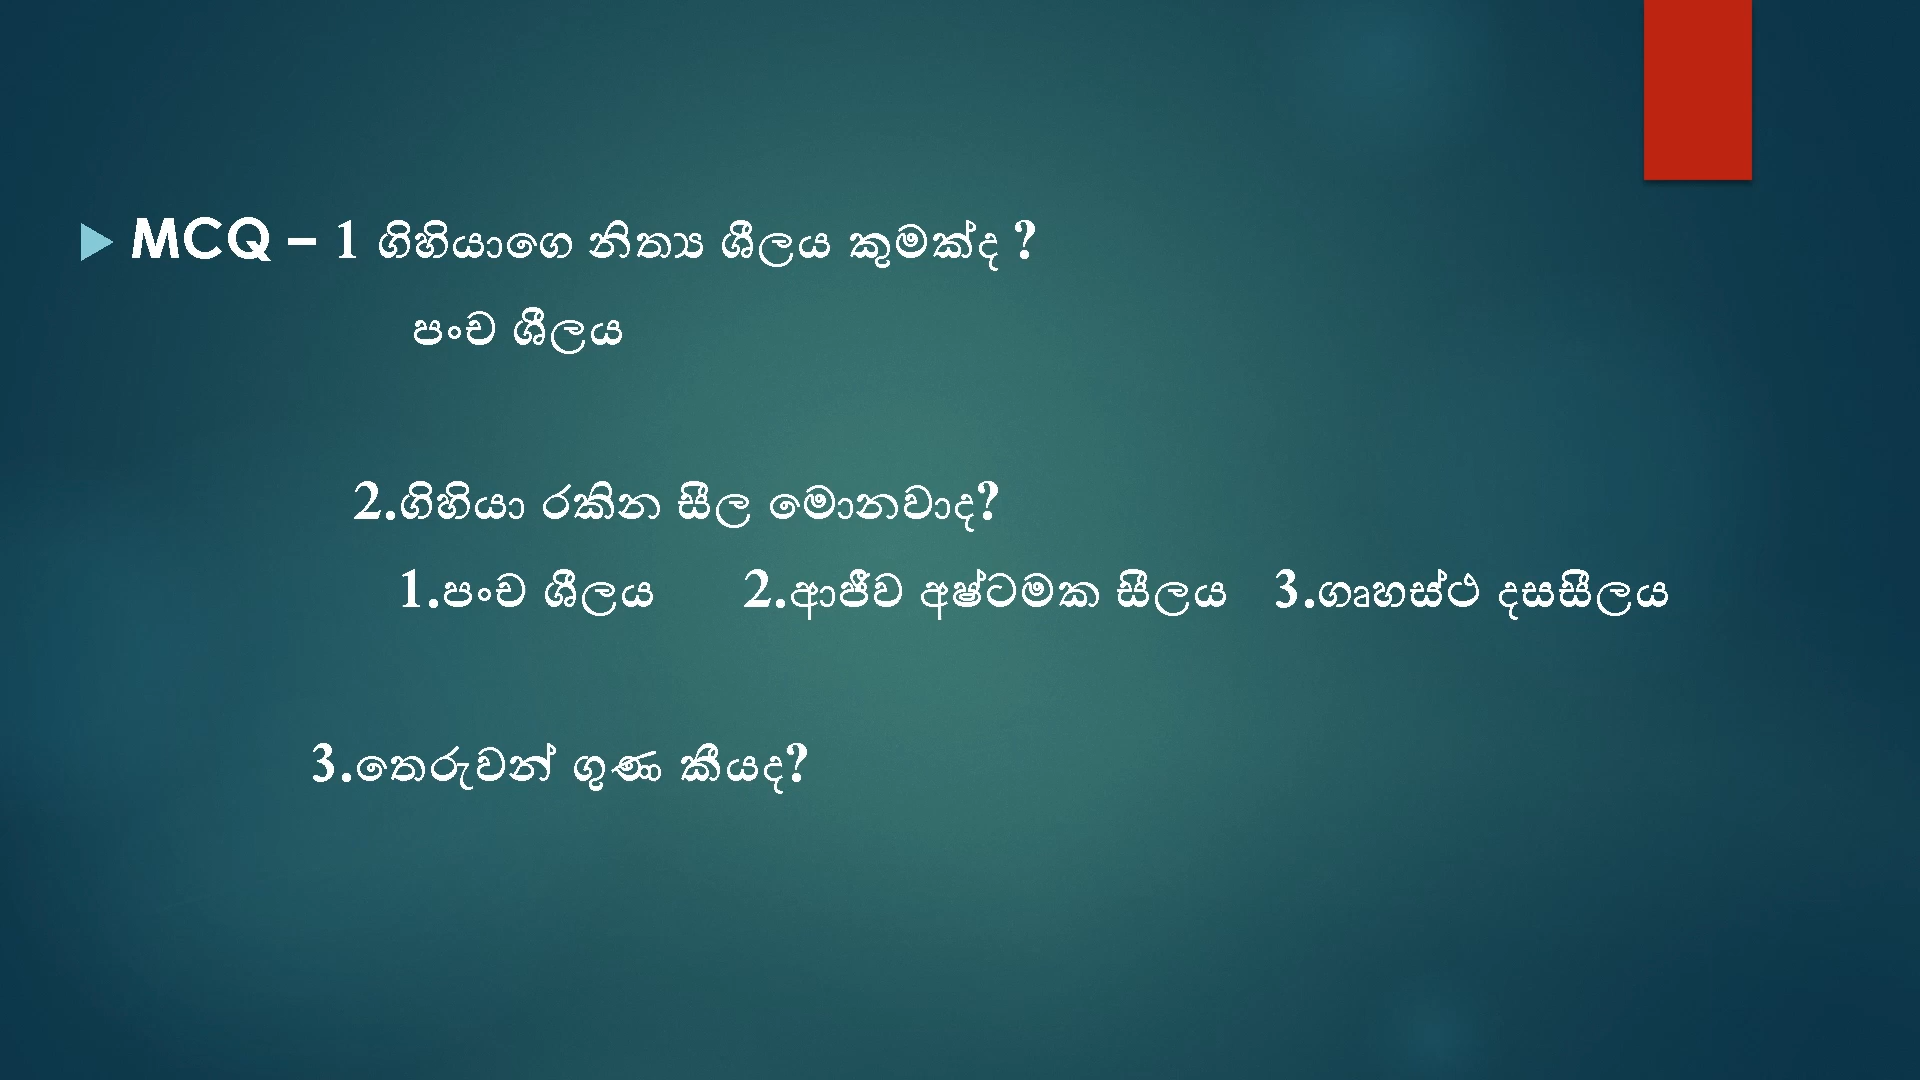 MCQ – 1 ගිහියාගෙ නිත්‍ය ශීලය කුමක්ද ?
පංච ශීලය
2.ගිහියා රකින සීල මොනවාද?
1.පංච ශීලය 2.ආජීව අෂ්ටමක සීලය 3.ගෘහස්ථ දසසීලය
3.තෙරුවන් ගුණ කීයද?